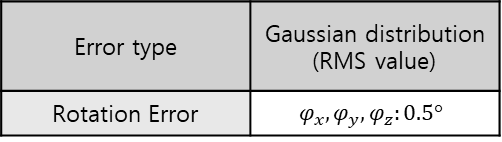 Error type
Gaussian distribution
(RMS value)
Rotation Error
φx, φy, φz: 0.5°